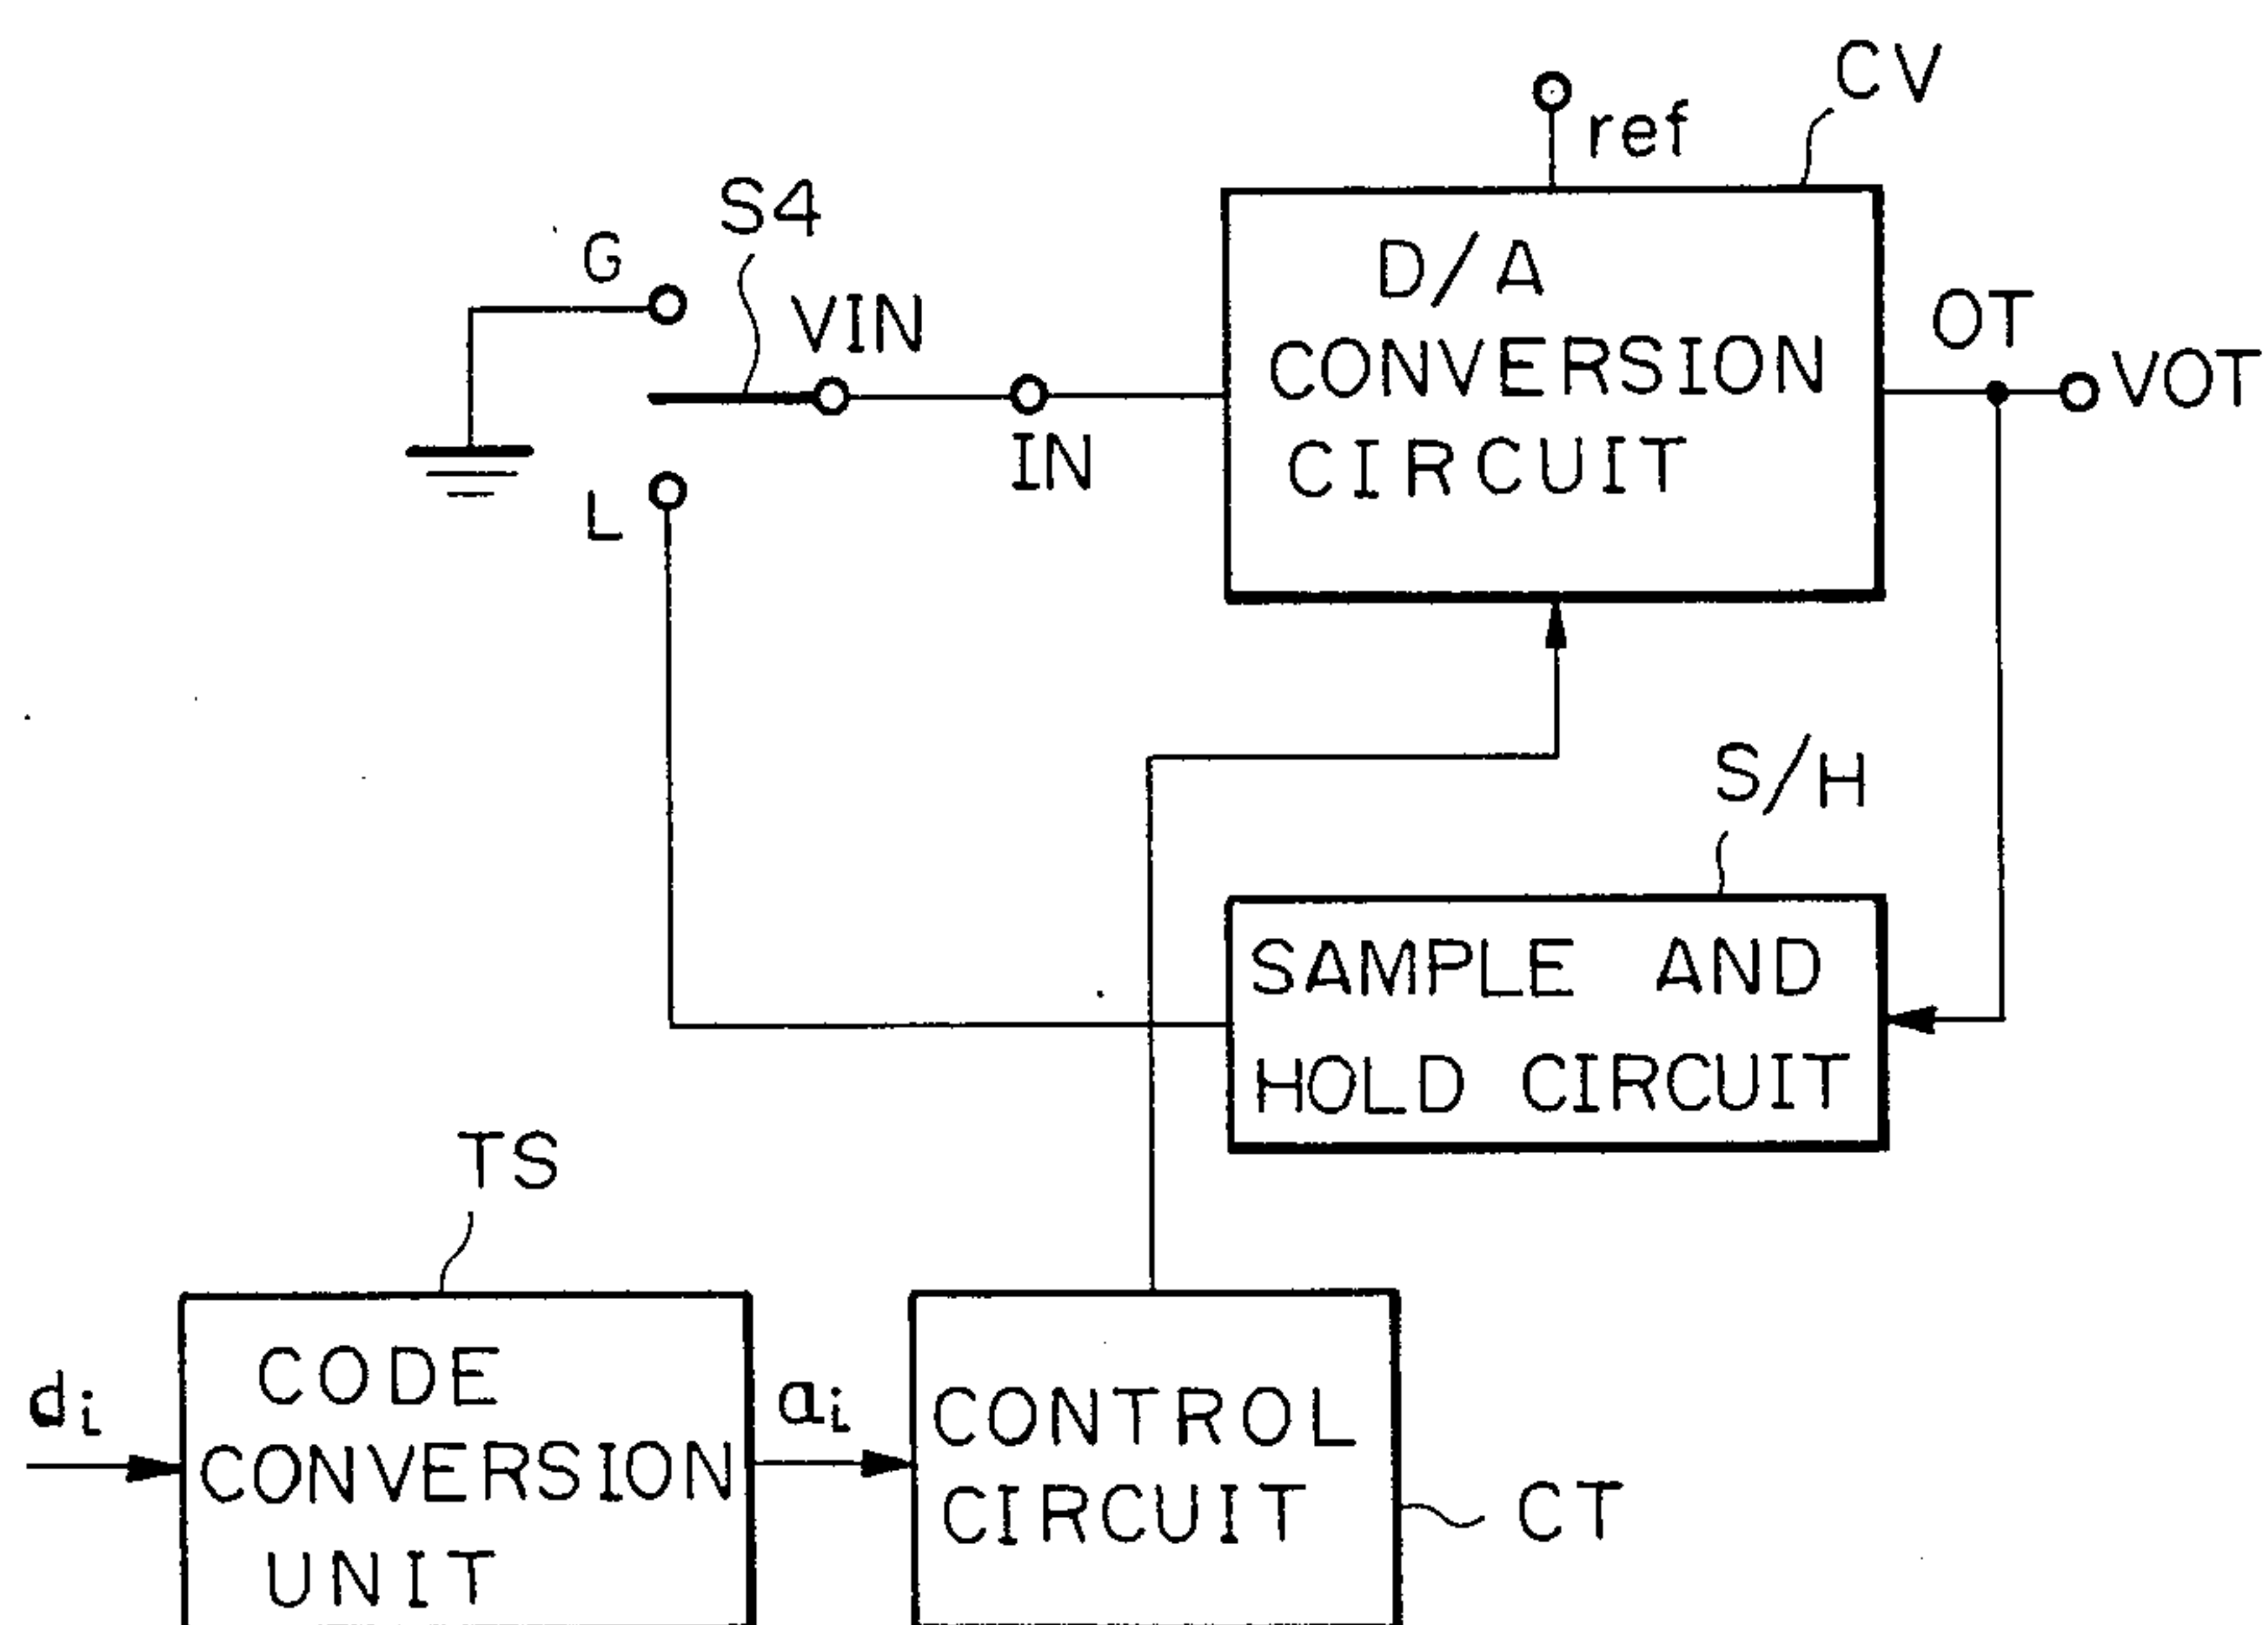 CV
ref
S4
G
VIN
D/A
CONVERSION
CIRCUIT
OT
VOT
IN
L
S/H
SAMPLE AND
HOLD CIRCUIT
TS
CODE
CONVERSION
UNIT
di
ai
CONTROL
CIRCUIT
CT